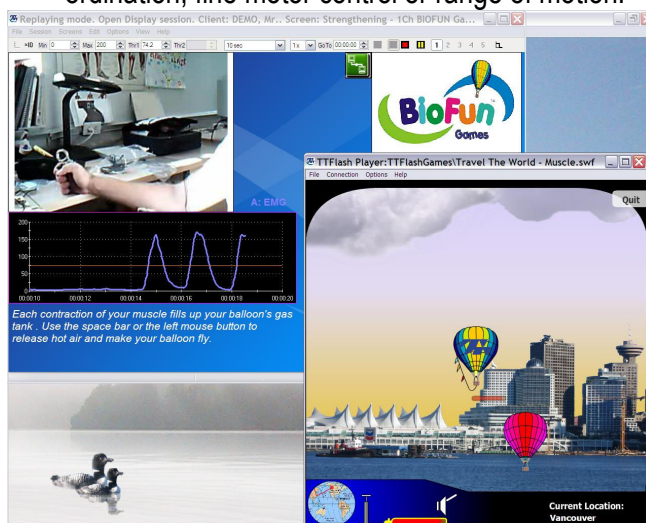 ordination, fine motor control or range of motion.
Replaying mode. Open Display session. Client: DEMO, Mr.. Screen: Strengthening - 1Ch BIOFUN Ga...
File Session Screens Edit Options View Help
Min 0 Max 200 Thr1 74.2 Thr2 10 sec 1 x GoTo 00:00:00 1 2 3 4 5
BioFun
Games
TTFlash Player:TTFlashGames\Travel The World - Muscle.swf
File Connection Options Help
Quit
A: EMG
200
150
100
50
0
00:00:10 00:00:12 00:00:14 00:00:16 00:00:18 00:00:20
Each contraction of your muscle fills up your balloon's gas
tank . Use the space bar or the left mouse button to
release hot air and make your balloon fly.
Current Location:
Vancouver